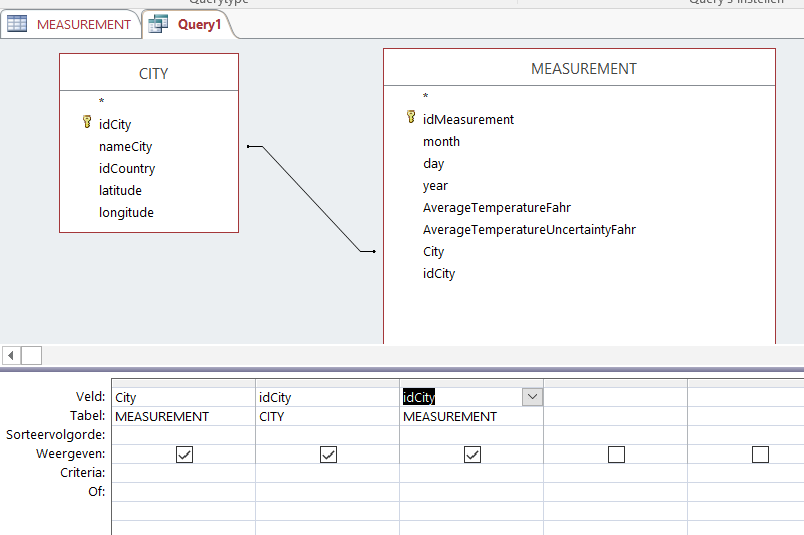 Querytype Query's instellen
MEASUREMENT Query1
CITY
*
idCity
nameCity
idCountry
latitude
longitude
MEASUREMENT
*
idMeasurement
month
day
year
AverageTemperatureFahr
AverageTemperatureUncertaintyFahr
City
idCity
Veld: City idCity idCity
Tabel: MEASUREMENT CITY MEASUREMENT
Sorteervolgorde:
Weergeven:
Criteria:
Of: